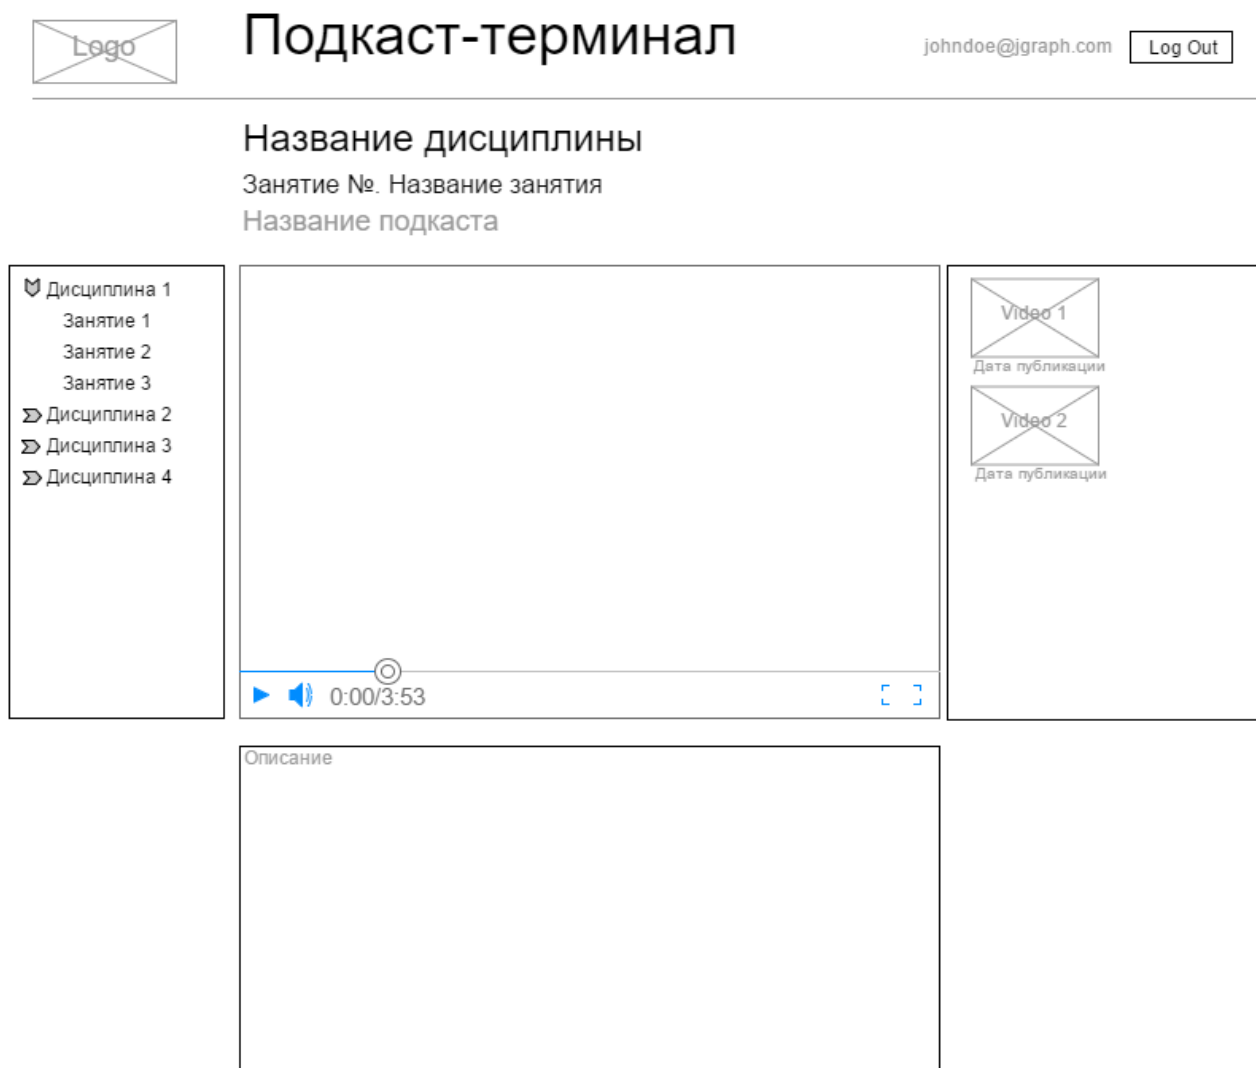 Logo
Подкаст-терминал
johndoe@jgraph.com
Log Out
Название дисциплины
Занятие №. Название занятия
Название подкаста
Дисциплина 1
Занятие 1
Занятие 2
Занятие 3
Дисциплина 2
Дисциплина 3
Дисциплина 4
0:00/3:53
Video 1
Дата публикации
Video 2
Дата публикации
Описание